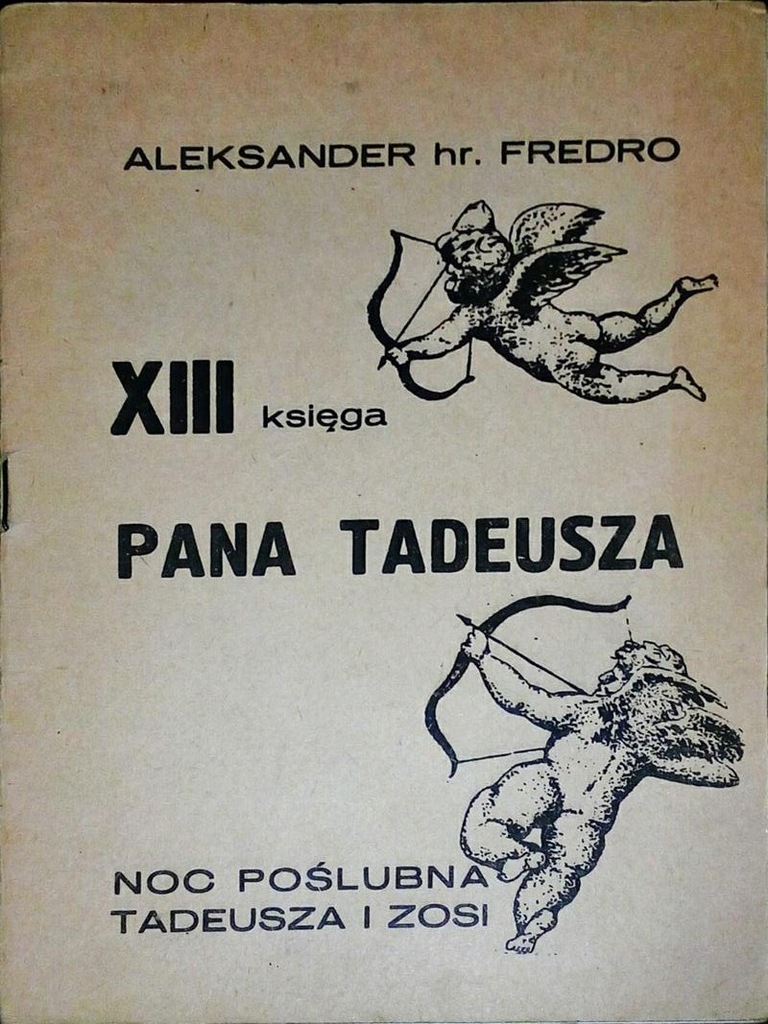 ALEKSANDER hr. FREDRO
XIII księga
PANA TADEUSZA
NOC POŚLUBNA
TADEUSZA I ZOSI